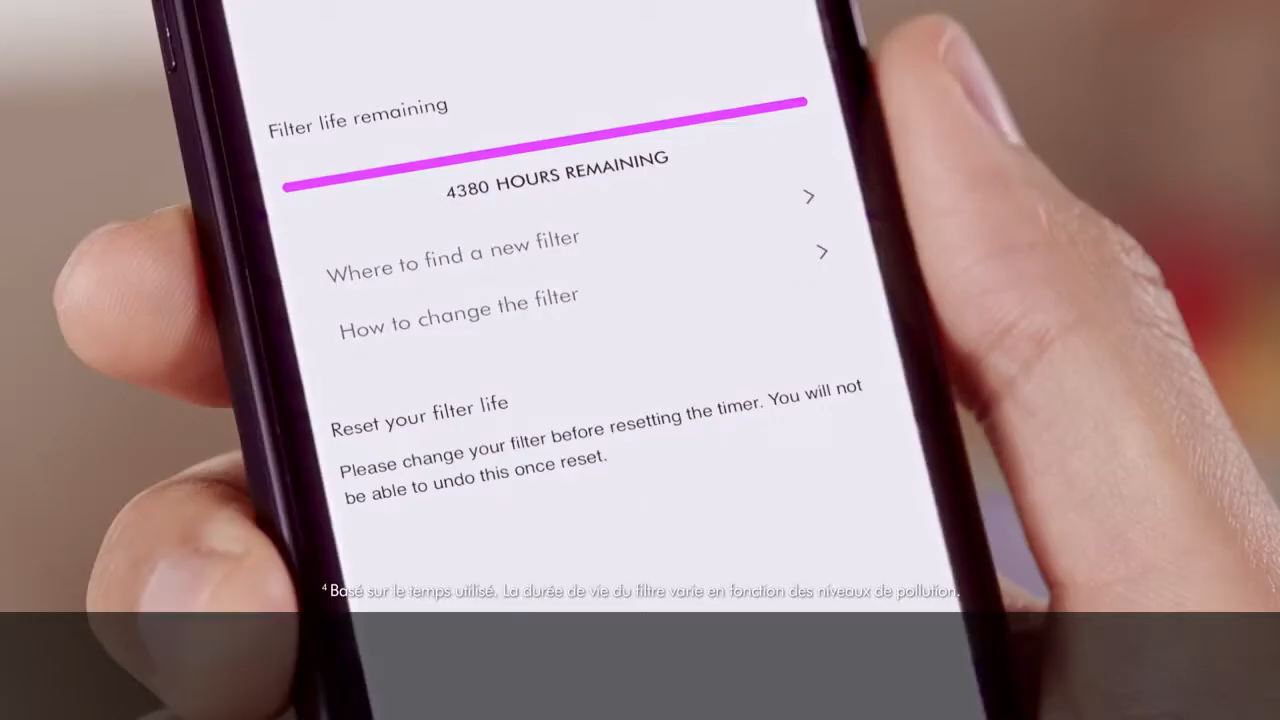 Filter life remaining
4380 HOURS REMAINING
Where to find a new filter
How to change the filter
Reset your filter life
Please change your filter before resetting the timer. You will not
be able to undo this once reset.
⁴ Basé sur le temps utilisé. La durée de vie du filtre varie en fonction des niveaux de pollution.